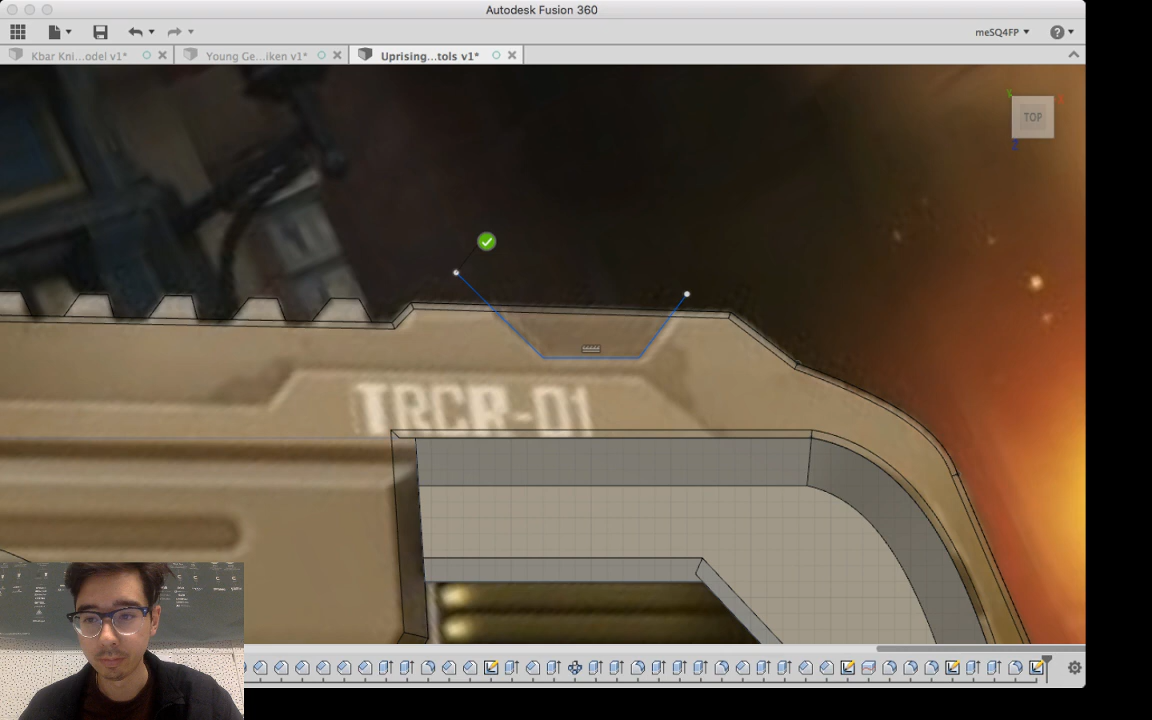 Autodesk Fusion 360
meSQ4FP
Kbar Kni...odel v1*
Young Ge...iken v1*
Uprising...tols v1*
TOP
TRCR-01